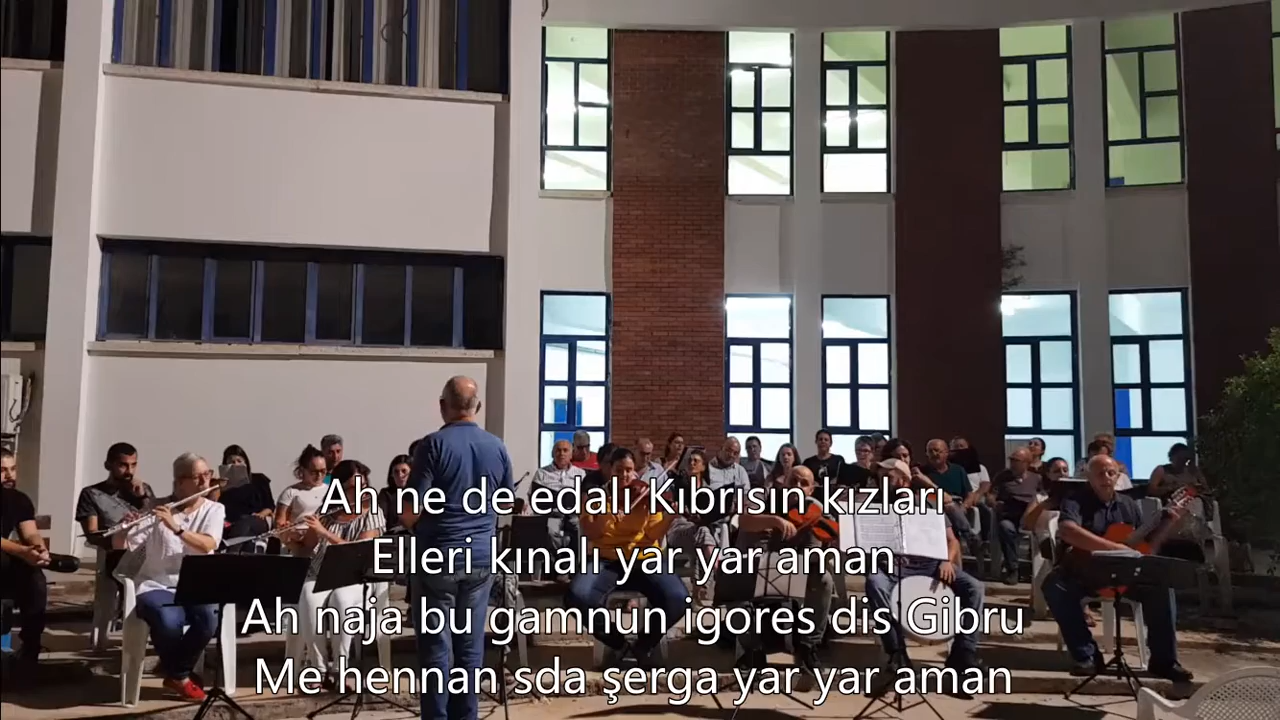 Ah ne de edalı Kıbrısın kızları
Elleri kınalı yar yar aman
Ah naja bu gamnun igores dis Gibru
Me hennan sda şerga yar yar aman